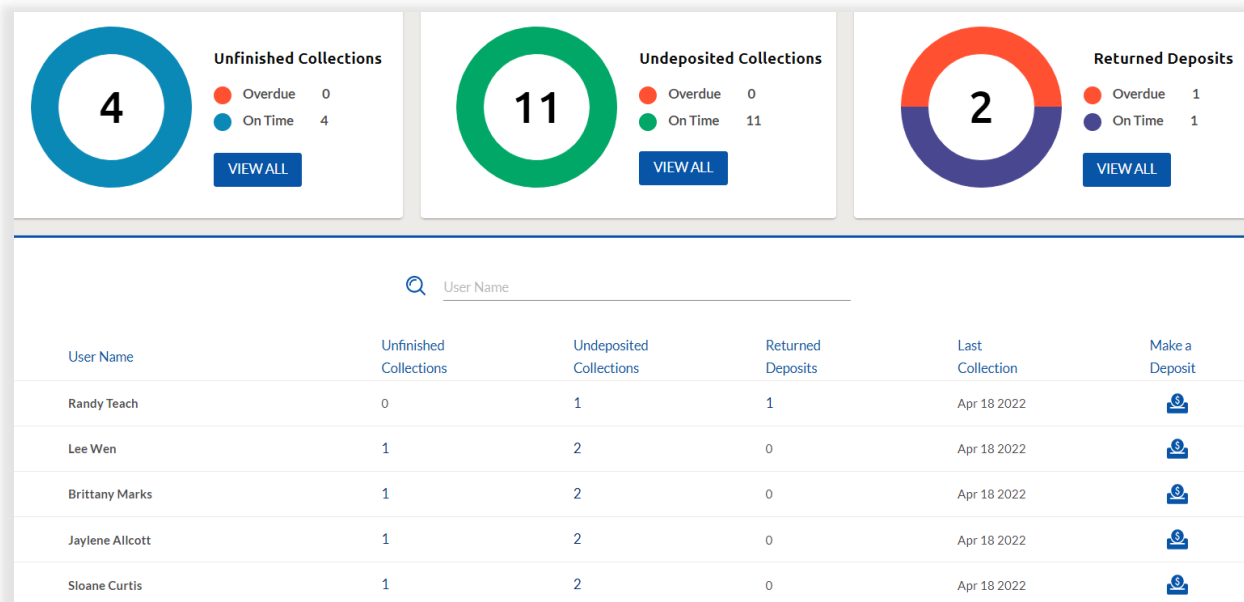 4
Unfinished Collections
Overdue 0
On Time 4
VIEW ALL
11
Undeposited Collections
Overdue 0
On Time 11
VIEW ALL
2
Returned Deposits
Overdue 1
On Time 1
VIEW ALL
User Name
User Name
Unfinished
Collections
Undeposited
Collections
Returned
Deposits
Last
Collection
Make a
Deposit
Randy Teach 0 1 1 Apr 18 2022 $
Lee Wen 1 2 0 Apr 18 2022 $
Brittany Marks 1 2 0 Apr 18 2022 $
Jaylene Allcott 1 2 0 Apr 18 2022 $
Sloane Curtis 1 2 0 Apr 18 2022 $